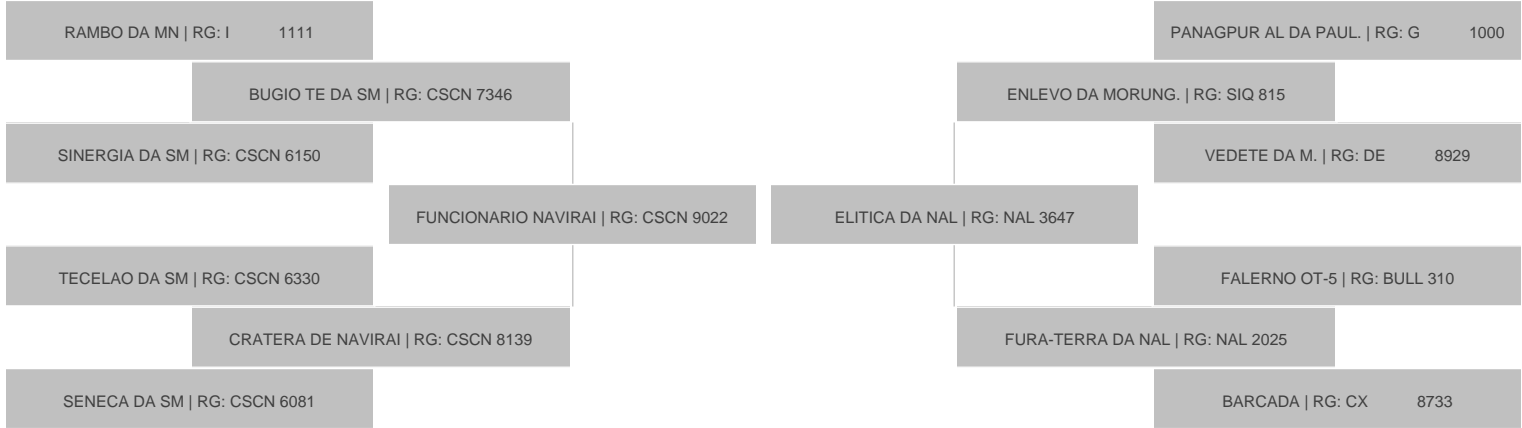 RAMBO DA MN | RG: I 1111
PANAGPUR AL DA PAUL. | RG: G 1000
BUGIO TE DA SM | RG: CSCN 7346
ENLEVO DA MORUNG. | RG: SIQ 815
SINERGIA DA SM | RG: CSCN 6150
VEDETE DA M. | RG: DE 8929
FUNCIONARIO NAVIRAI | RG: CSCN 9022
ELITICA DA NAL | RG: NAL 3647
TECELAO DA SM | RG: CSCN 6330
FALERNO OT-5 | RG: BULL 310
CRATERA DE NAVIRAI | RG: CSCN 8139
FURA-TERRA DA NAL | RG: NAL 2025
SENECA DA SM | RG: CSCN 6081
BARCADA | RG: CX 8733